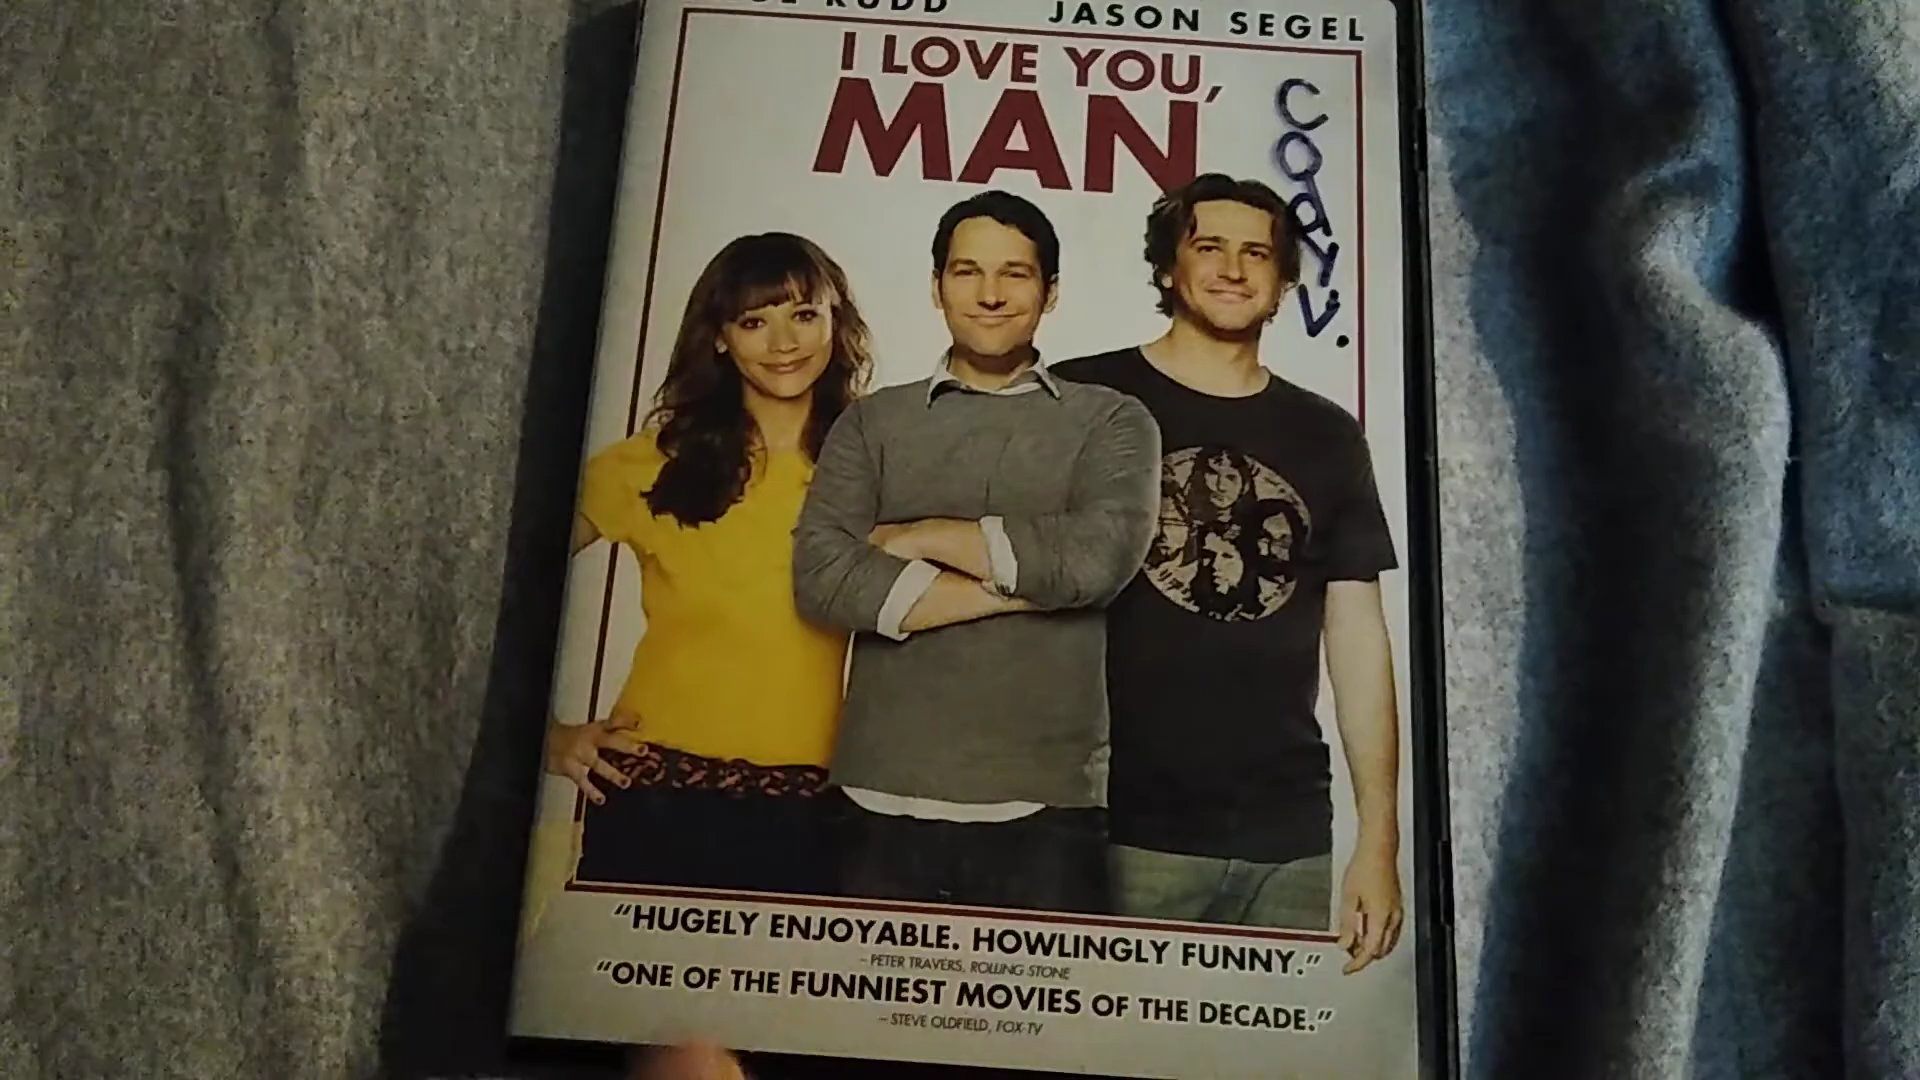 RUDD JASON SEGEL
I LOVE YOU,
MAN
CODY V.
"HUGELY ENJOYABLE. HOWLINGLY FUNNY."
– PETER TRAVERS, ROLLING STONE
"ONE OF THE FUNNIEST MOVIES OF THE DECADE."
– STEVE OLDFIELD, FOX-TV